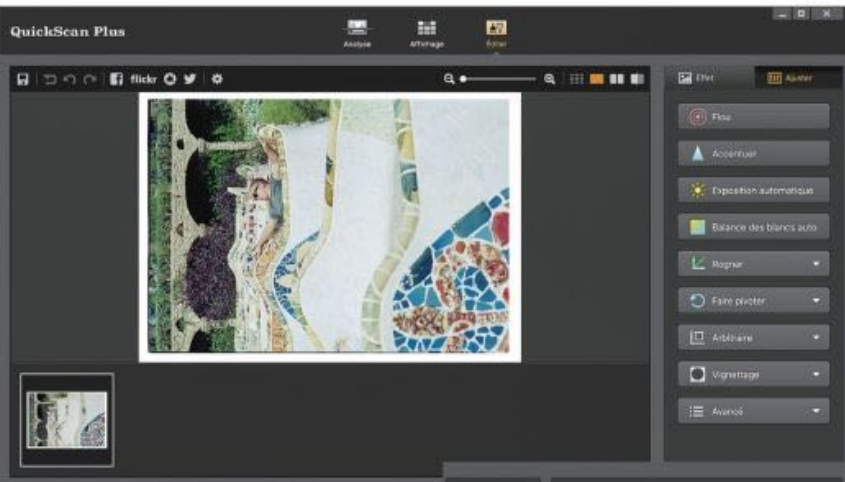 QuickScan Plus
Analyse
Affichage
Éditer
flickr
Effet
Ajuster
Flou
Accentuer
Exposition automatique
Balance des blancs auto
Rogner
Faire pivoter
Arbitraire
Vignettage
Avancé